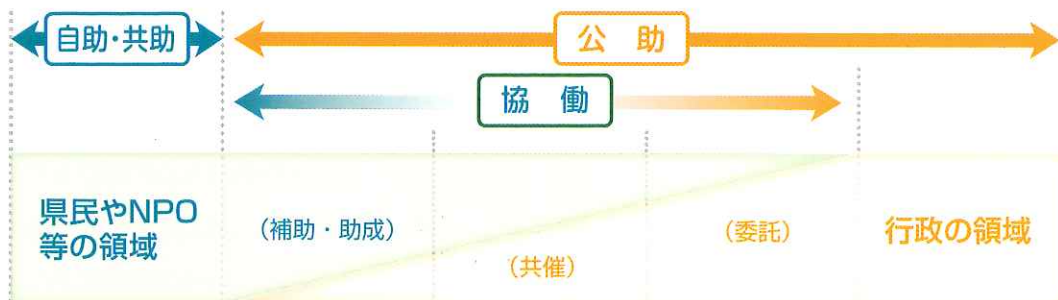 自助・共助
公 助
協 働
県民やNPO
等の領域
（補助・助成）
（共催）
（委託）
行政の領域